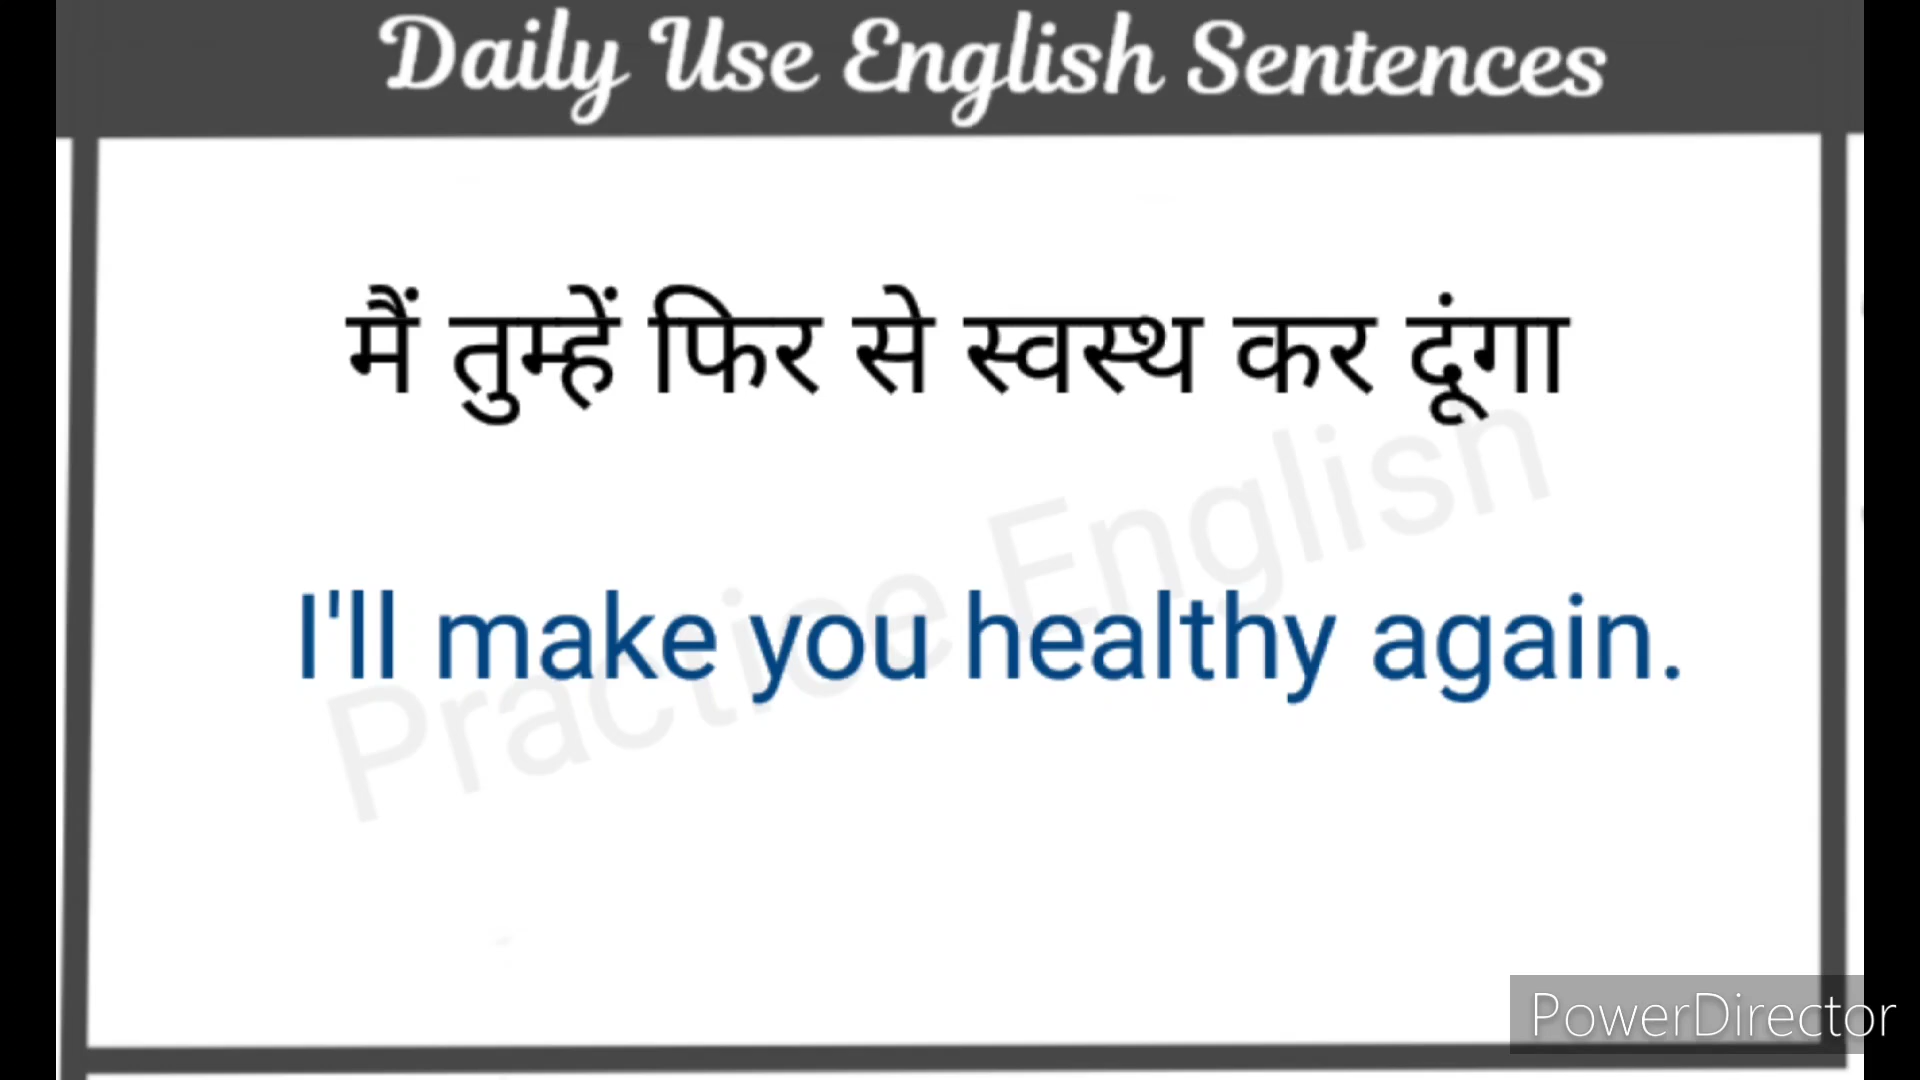 Daily Use English Sentences
मैं तुम्हें फिर से स्वस्थ कर दूंगा
I'll make you healthy again.
Practice English
PowerDirector